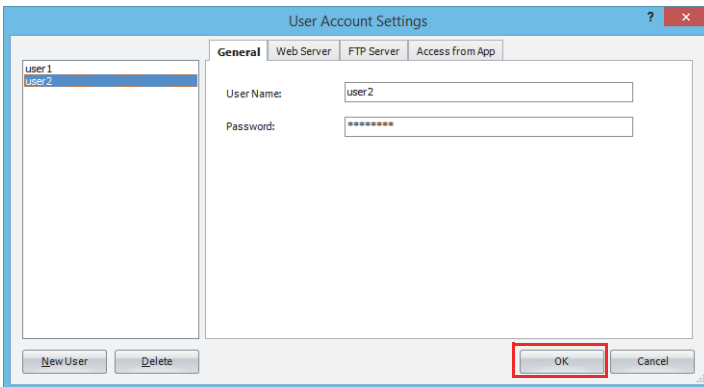 User Account Settings
?
×
General Web Server FTP Server Access from App
user1
user2
User Name: user2
Password: ********
New User Delete OK Cancel